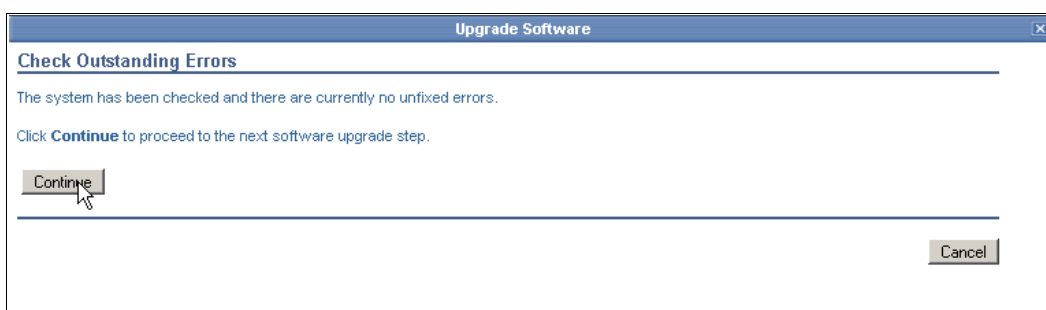 Upgrade Software
Check Outstanding Errors
The system has been checked and there are currently no unfixed errors.
Click Continue to proceed to the next software upgrade step.
Continue
Cancel